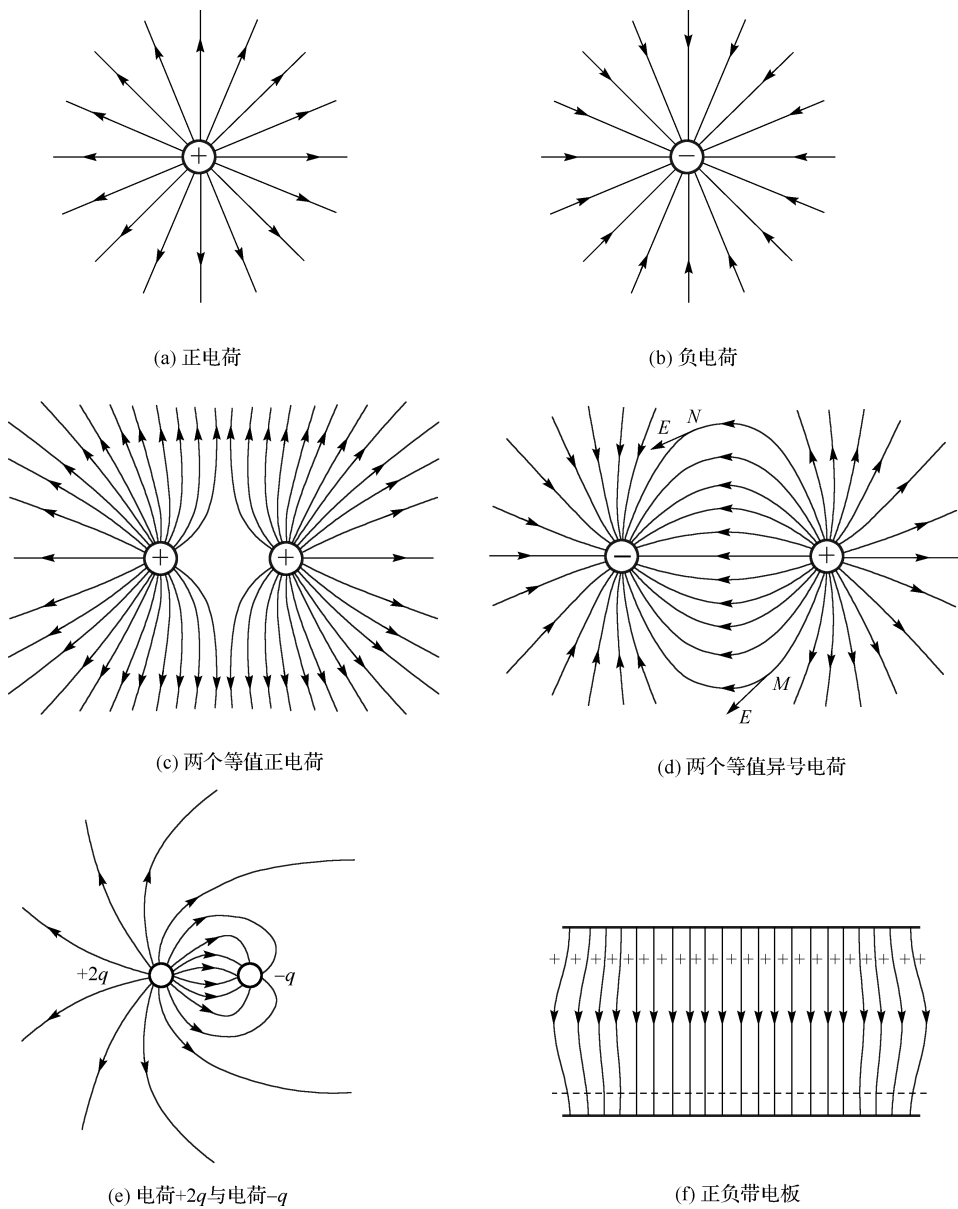 +
−
(a) 正电荷
(b) 负电荷
+
+
E
N
−
+
M
E
(c) 两个等值正电荷
(d) 两个等值异号电荷
+2q
−q
+ + + + + + + + + + + + + + + + + + + +
(e) 电荷+2q与电荷−q
(f) 正负带电板